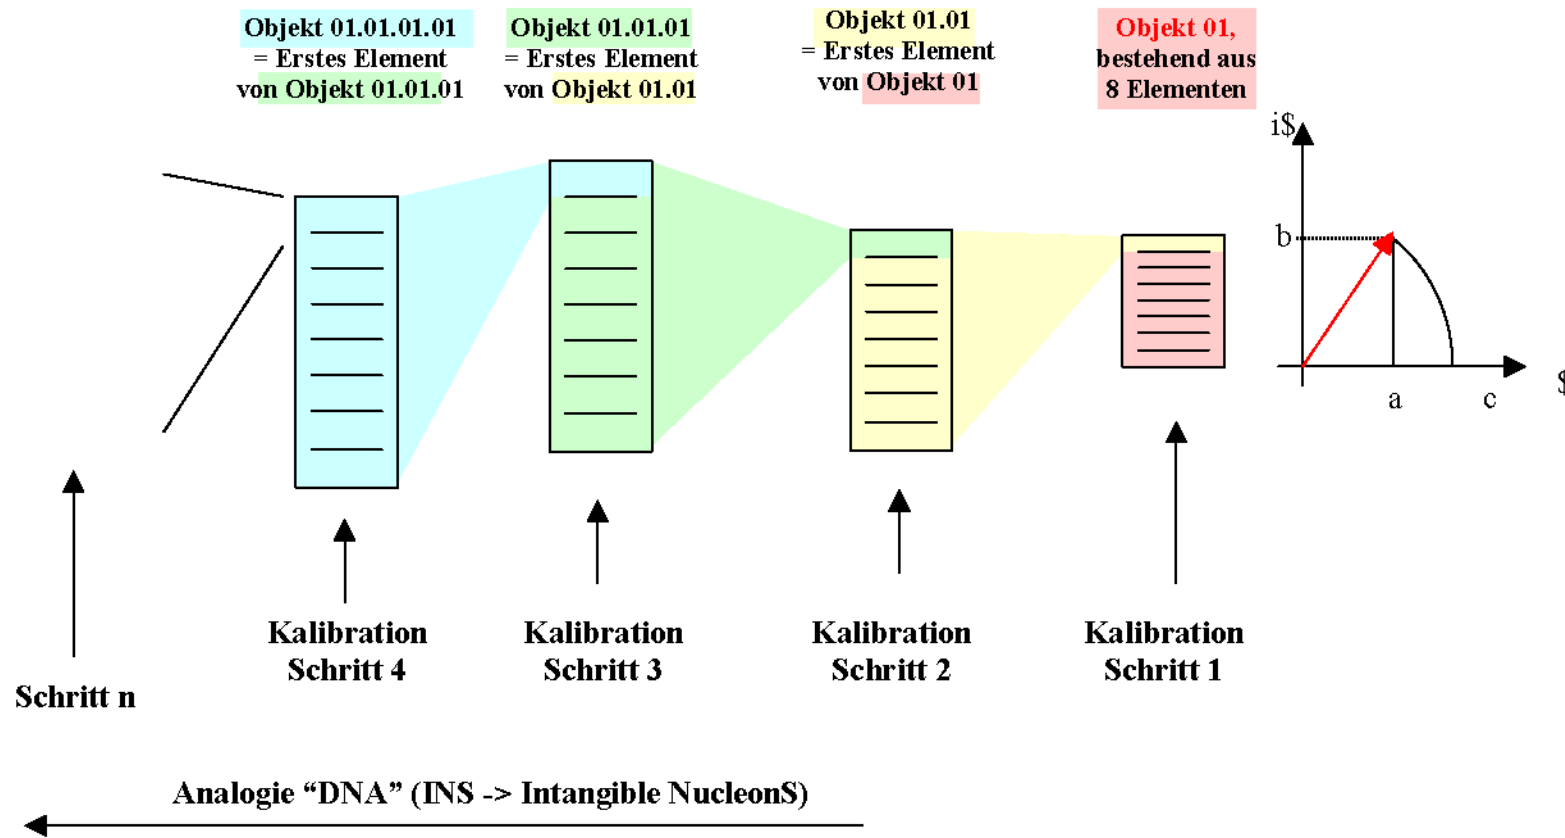 Objekt 01.01.01.01
= Erstes Element
von Objekt 01.01.01
Objekt 01.01.01
= Erstes Element
von Objekt 01.01
Objekt 01.01
= Erstes Element
von Objekt 01
Objekt 01,
bestehend aus
8 Elementen
i$
b
a
c
$
Kalibration
Schritt 4
Kalibration
Schritt 3
Kalibration
Schritt 2
Kalibration
Schritt 1
Schritt n
Analogie “DNA” (INS -> Intangible NucleonS)